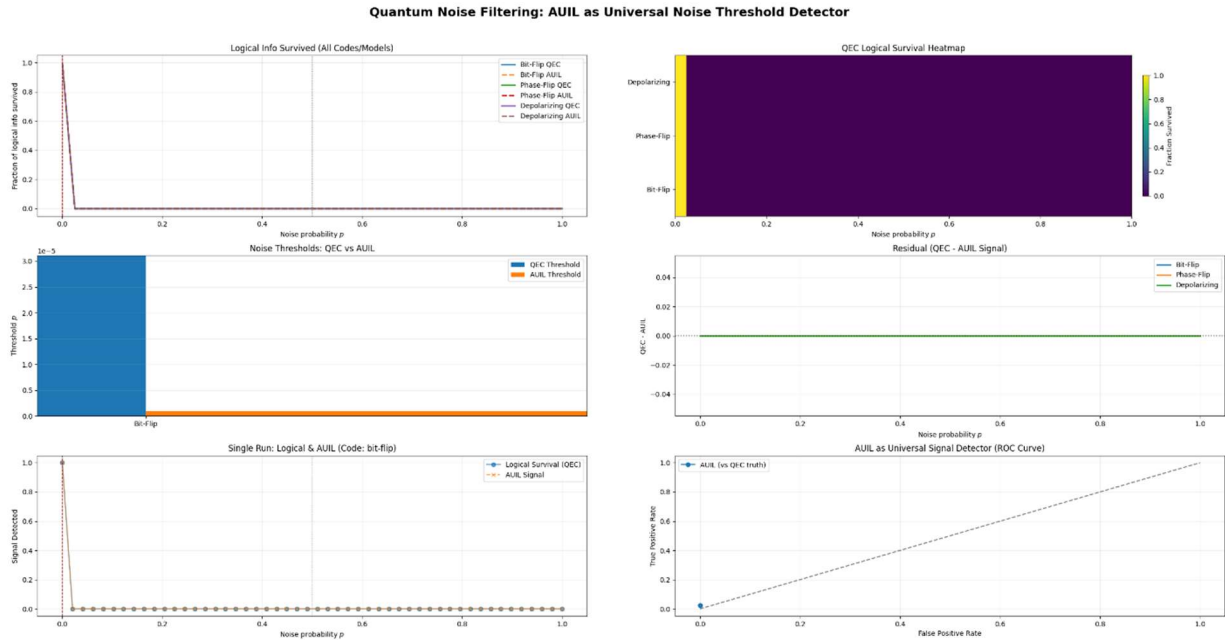 Quantum Noise Filtering: AUIL as Universal Noise Threshold Detector
Logical Info Survived (All Codes/Models)
Fraction of logical info survived
1.0
0.8
0.6
0.4
0.2
0.0
Bit-Flip QEC
Bit-Flip AUIL
Phase-Flip QEC
Phase-Flip AUIL
Depolarizing QEC
Depolarizing AUIL
0.0 0.2 0.4 0.6 0.8 1.0
Noise probability p
QEC Logical Survival Heatmap
Depolarizing
Phase-Flip
Bit-Flip
0.2 0.4 0.6 0.8 1.0
Noise probability p
1.0
0.8
0.6
0.4
0.2
0.0
Fraction Survived
Noise Thresholds: QEC vs AUIL
1e-5
Threshold p
3.0
2.5
2.0
1.5
1.0
0.5
0.0
QEC Threshold
AUIL Threshold
Bit-Flip
Residual (QEC - AUIL Signal)
QEC - AUIL
0.04
0.02
0.00
−0.02
−0.04
Bit-Flip
Phase-Flip
Depolarizing
0.0 0.2 0.4 0.6 0.8 1.0
Noise probability p
Single Run: Logical & AUIL (Code: bit-flip)
Signal Detected
1.0
0.8
0.6
0.4
0.2
0.0
Logical Survival (QEC)
AUIL Signal
0.0 0.2 0.4 0.6 0.8 1.0
Noise probability p
AUIL as Universal Signal Detector (ROC Curve)
True Positive Rate
1.0
0.8
0.6
0.4
0.2
0.0
AUIL (vs QEC truth)
0.0 0.2 0.4 0.6 0.8 1.0
False Positive Rate